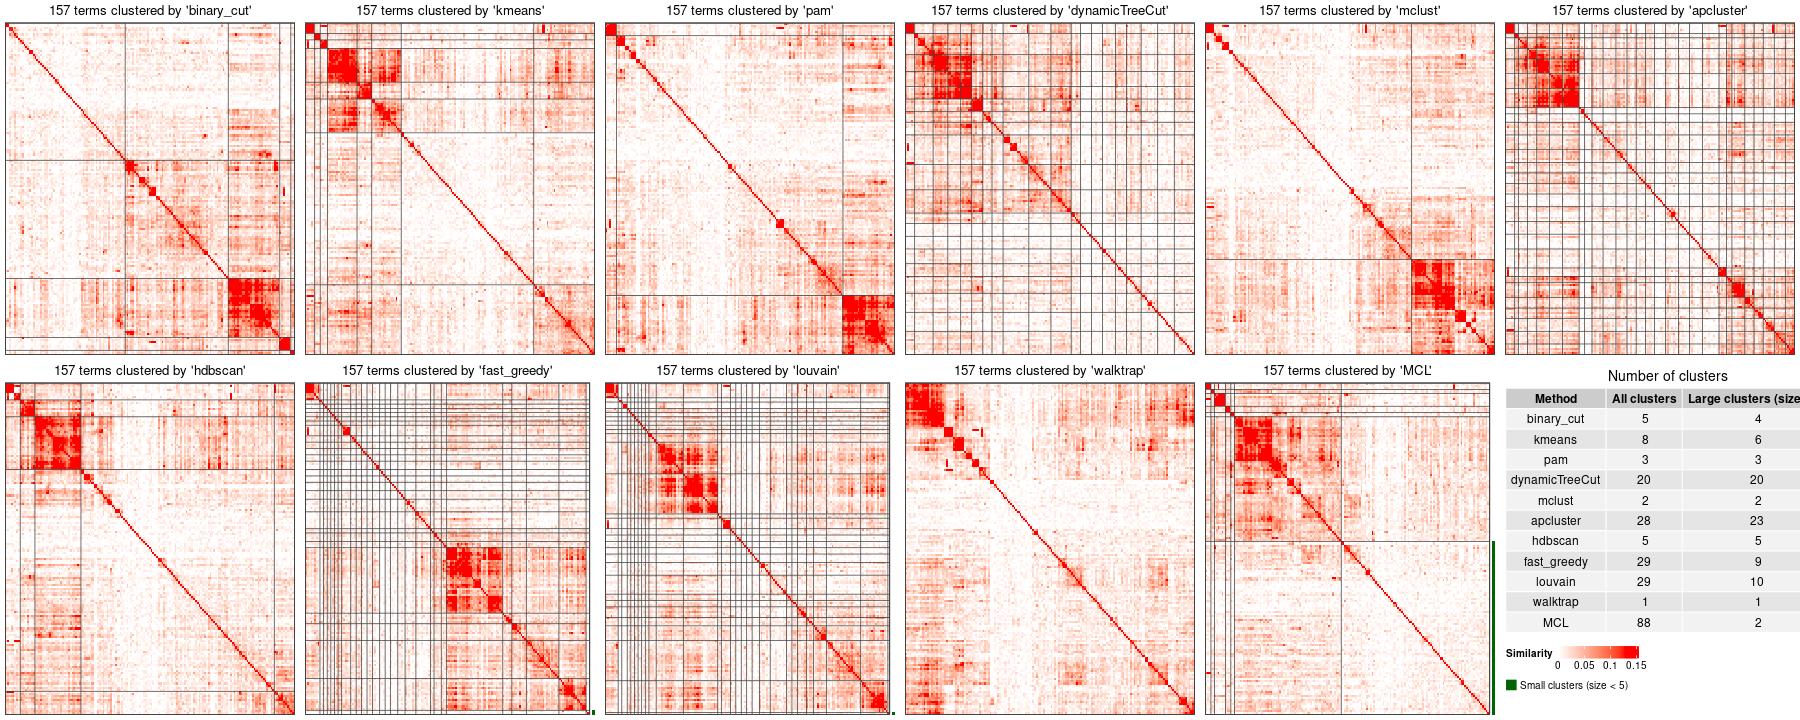 157 terms clustered by 'binary_cut'
157 terms clustered by 'kmeans'
157 terms clustered by 'pam'
157 terms clustered by 'dynamicTreeCut'
157 terms clustered by 'mclust'
157 terms clustered by 'apcluster'
157 terms clustered by 'hdbscan'
157 terms clustered by 'fast_greedy'
157 terms clustered by 'louvain'
157 terms clustered by 'walktrap'
157 terms clustered by 'MCL'
Number of clusters
Method All clusters Large clusters (size
binary_cut 5 4
kmeans 8 6
pam 3 3
dynamicTreeCut 20 20
mclust 2 2
apcluster 28 23
hdbscan 5 5
fast_greedy 29 9
louvain 29 10
walktrap 1 1
MCL 88 2
Similarity
0 0.05 0.1 0.15
Small clusters (size < 5)